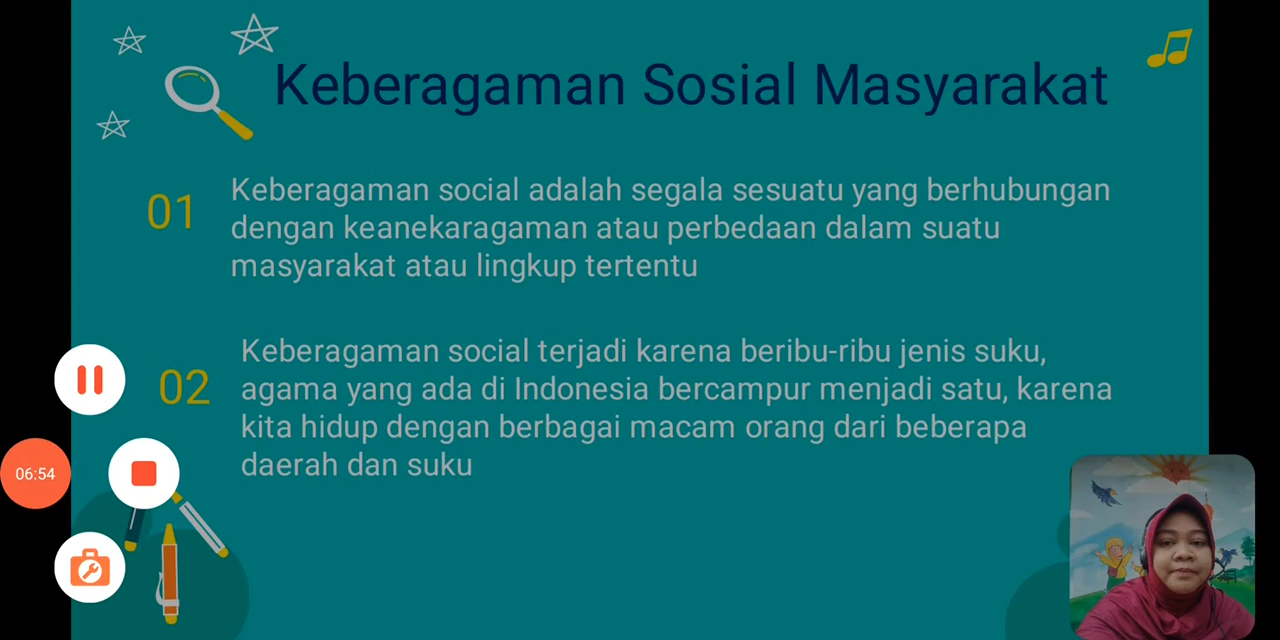 Keberagaman Sosial Masyarakat
01
Keberagaman social adalah segala sesuatu yang berhubungan
dengan keanekaragaman atau perbedaan dalam suatu
masyarakat atau lingkup tertentu
02
Keberagaman social terjadi karena beribu-ribu jenis suku,
agama yang ada di Indonesia bercampur menjadi satu, karena
kita hidup dengan berbagai macam orang dari beberapa
daerah dan suku
06:54